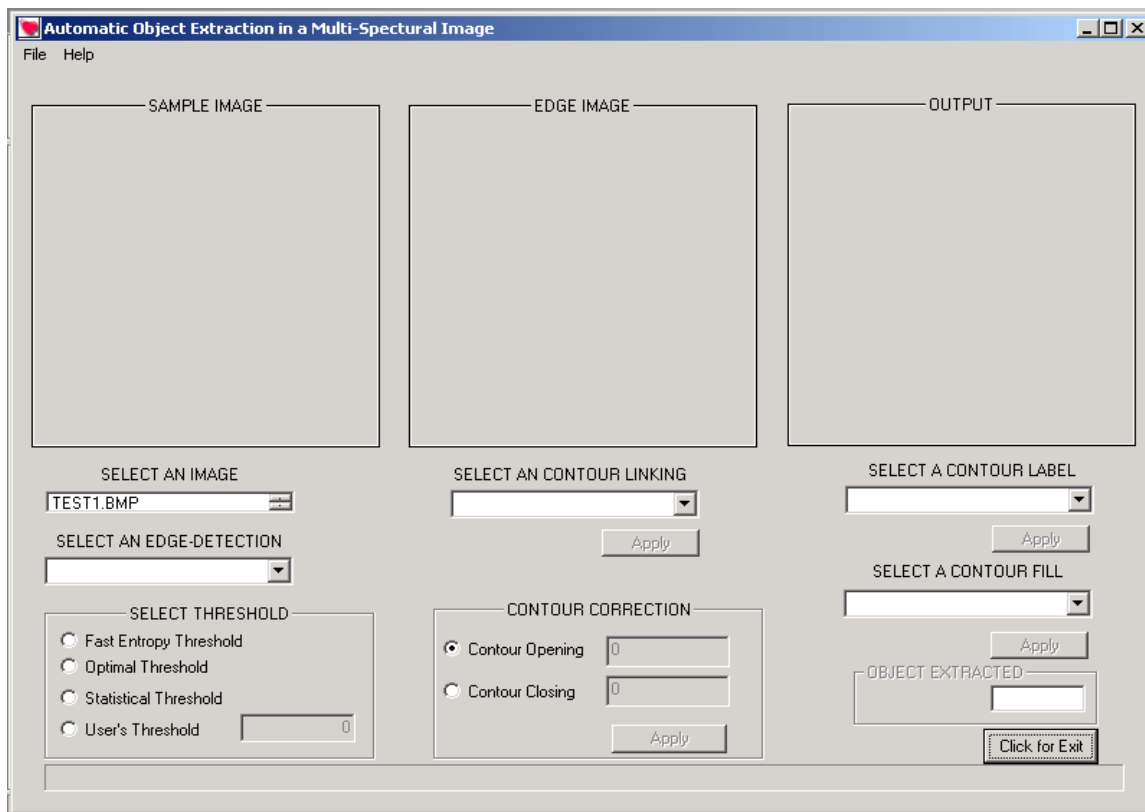 Automatic Object Extraction in a Multi-Spectural Image
File Help
SAMPLE IMAGE
EDGE IMAGE
OUTPUT
SELECT AN IMAGE
TEST1.BMP
SELECT AN EDGE-DETECTION
SELECT THRESHOLD
Fast Entropy Threshold
Optimal Threshold
Statistical Threshold
User's Threshold 0
SELECT AN CONTOUR LINKING
Apply
CONTOUR CORRECTION
Contour Opening 0
Contour Closing 0
Apply
SELECT A CONTOUR LABEL
Apply
SELECT A CONTOUR FILL
Apply
OBJECT EXTRACTED
Click for Exit